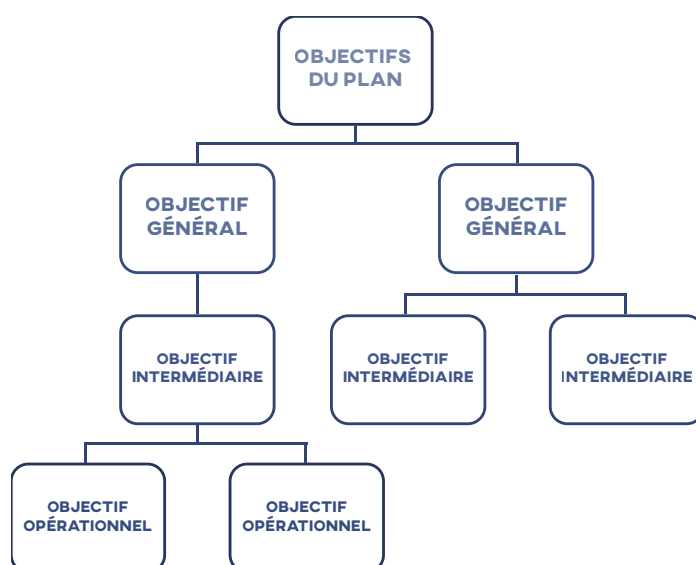 OBJECTIFS
DU PLAN
OBJECTIF
GÉNÉRAL
OBJECTIF
GÉNÉRAL
OBJECTIF
INTERMÉDIAIRE
OBJECTIF
INTERMÉDIAIRE
OBJECTIF
INTERMÉDIAIRE
OBJECTIF
OPÉRATIONNEL
OBJECTIF
OPÉRATIONNEL